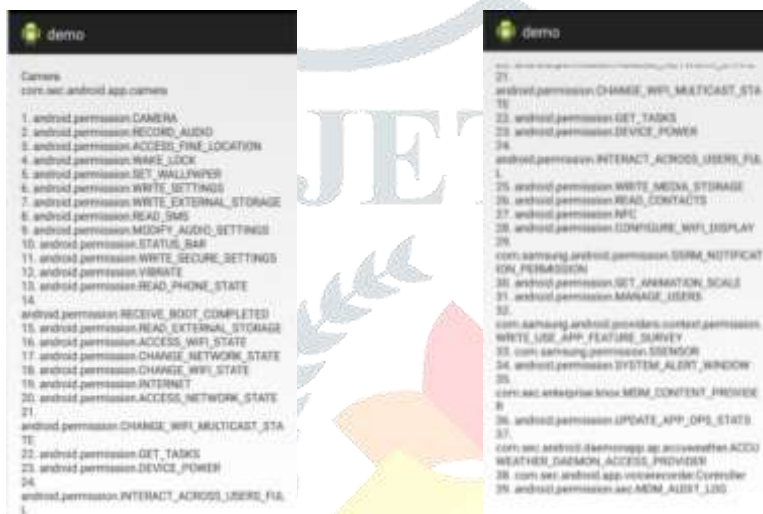 demo
Camera
com.sec.android.app.camera
1. android.permission.CAMERA
2. android.permission.RECORD_AUDIO
3. android.permission.ACCESS_FINE_LOCATION
4. android.permission.WAKE_LOCK
5. android.permission.SET_WALLPAPER
6. android.permission.WRITE_SETTINGS
7. android.permission.WRITE_EXTERNAL_STORAGE
8. android.permission.READ_SMS
9. android.permission.MODIFY_AUDIO_SETTINGS
10. android.permission.STATUS_BAR
11. android.permission.WRITE_SECURE_SETTINGS
12. android.permission.VIBRATE
13. android.permission.READ_PHONE_STATE
14.
android.permission.RECEIVE_BOOT_COMPLETED
15. android.permission.READ_EXTERNAL_STORAGE
16. android.permission.ACCESS_WIFI_STATE
17. android.permission.CHANGE_NETWORK_STATE
18. android.permission.CHANGE_WIFI_STATE
19. android.permission.INTERNET
20. android.permission.ACCESS_NETWORK_STATE
21.
android.permission.CHANGE_WIFI_MULTICAST_STA
TE
22. android.permission.GET_TASKS
23. android.permission.DEVICE_POWER
24.
android.permission.INTERACT_ACROSS_USERS_FUL
L
JET
demo
21.
android.permission.CHANGE_WIFI_MULTICAST_STA
TE
22. android.permission.GET_TASKS
23. android.permission.DEVICE_POWER
24.
android.permission.INTERACT_ACROSS_USERS_FUL
L
25. android.permission.WRITE_MEDIA_STORAGE
26. android.permission.READ_CONTACTS
27. android.permission.NFC
28. android.permission.CONFIGURE_WIFI_DISPLAY
29.
com.samsung.android.permission.SSRM_NOTIFICAT
ION_PERMISSION
30. android.permission.SET_ANIMATION_SCALE
31. android.permission.MANAGE_USERS
32.
com.samsung.android.providers.context.permission.
WRITE_USE_APP_FEATURE_SURVEY
33. com.samsung.permission.SSENSOR
34. android.permission.SYSTEM_ALERT_WINDOW
35.
com.sec.enterprise.knox.MDM_CONTENT_PROVIDE
R
36. android.permission.UPDATE_APP_OPS_STATS
37.
com.sec.android.daemonapp.ap.accuweather.ACCU
WEATHER_DAEMON_ACCESS_PROVIDER
38. com.sec.android.app.voicerecorder.Controller
39. android.permission.sec.MDM_AUDIT_LOG